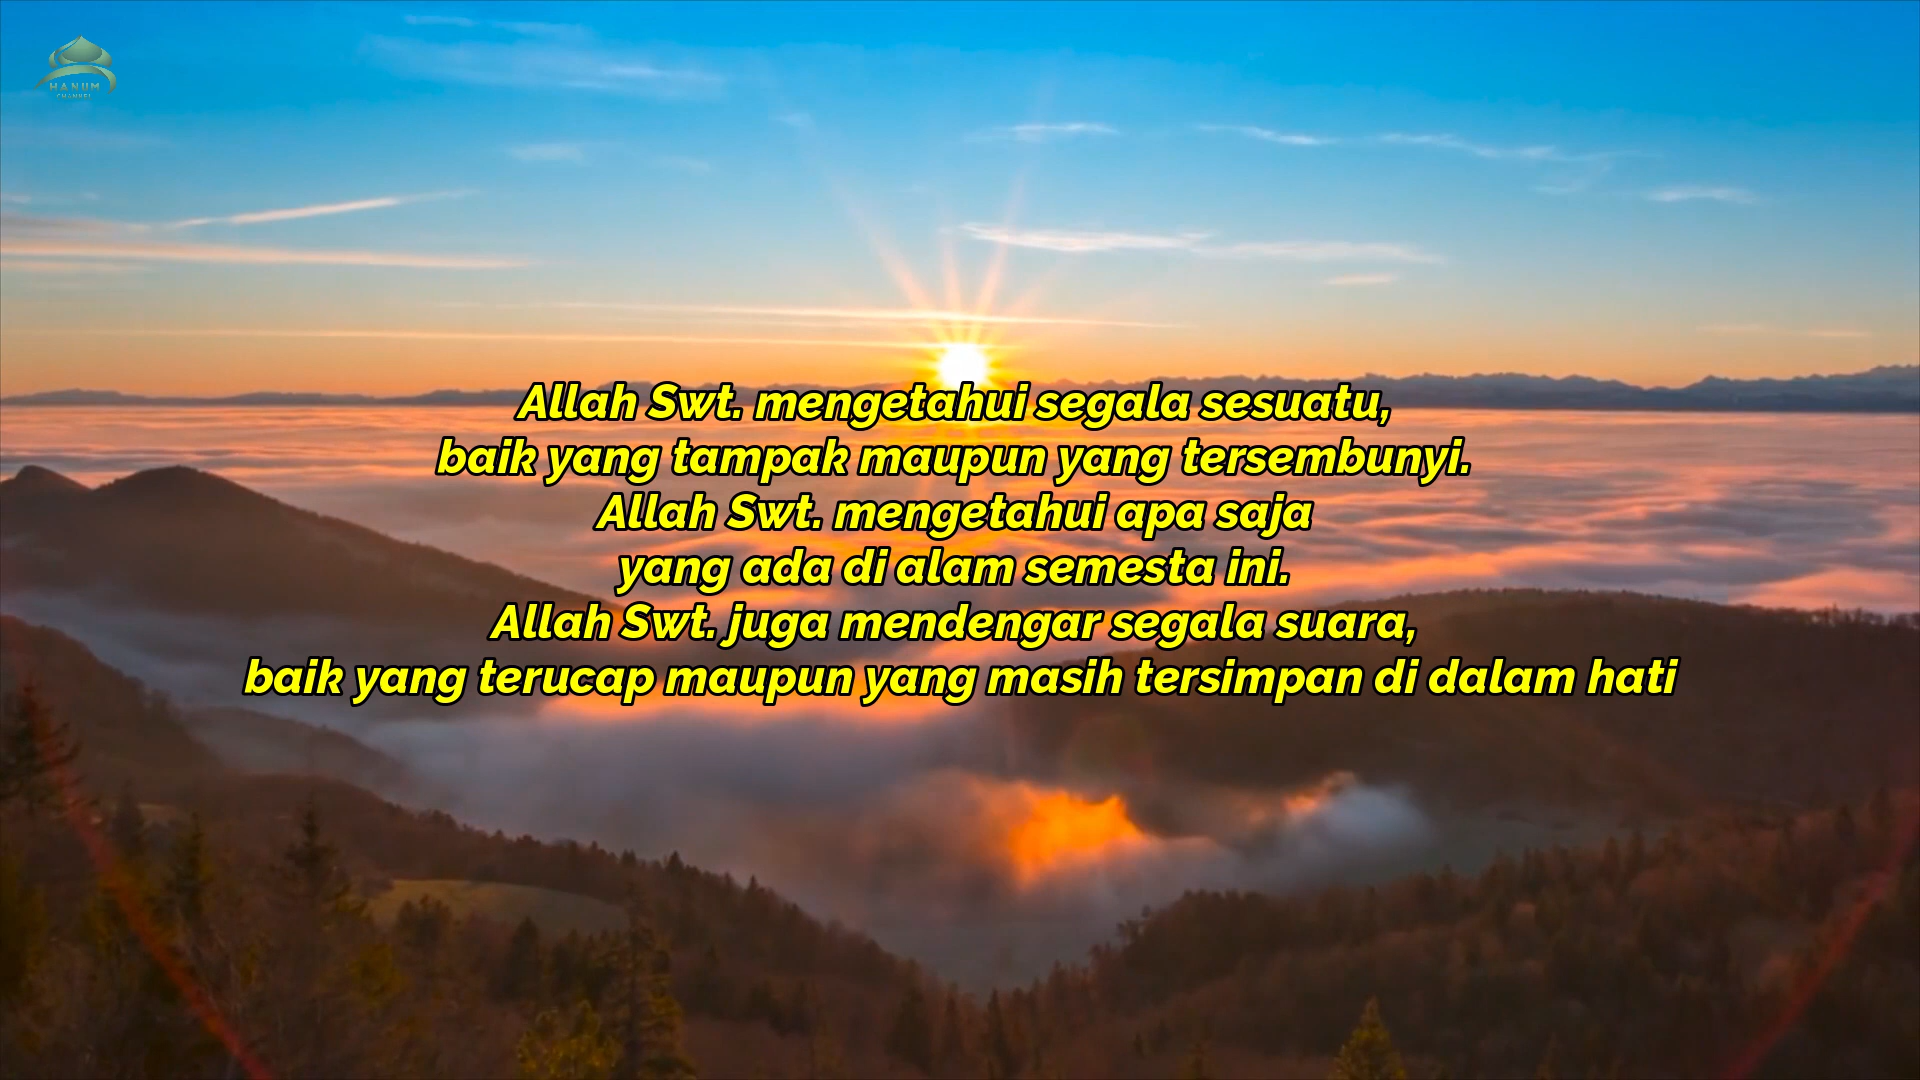 HANUM
CHANNEL
Allah Swt. mengetahui segala sesuatu,
baik yang tampak maupun yang tersembunyi.
Allah Swt. mengetahui apa saja
yang ada di alam semesta ini.
Allah Swt. juga mendengar segala suara,
baik yang terucap maupun yang masih tersimpan di dalam hati